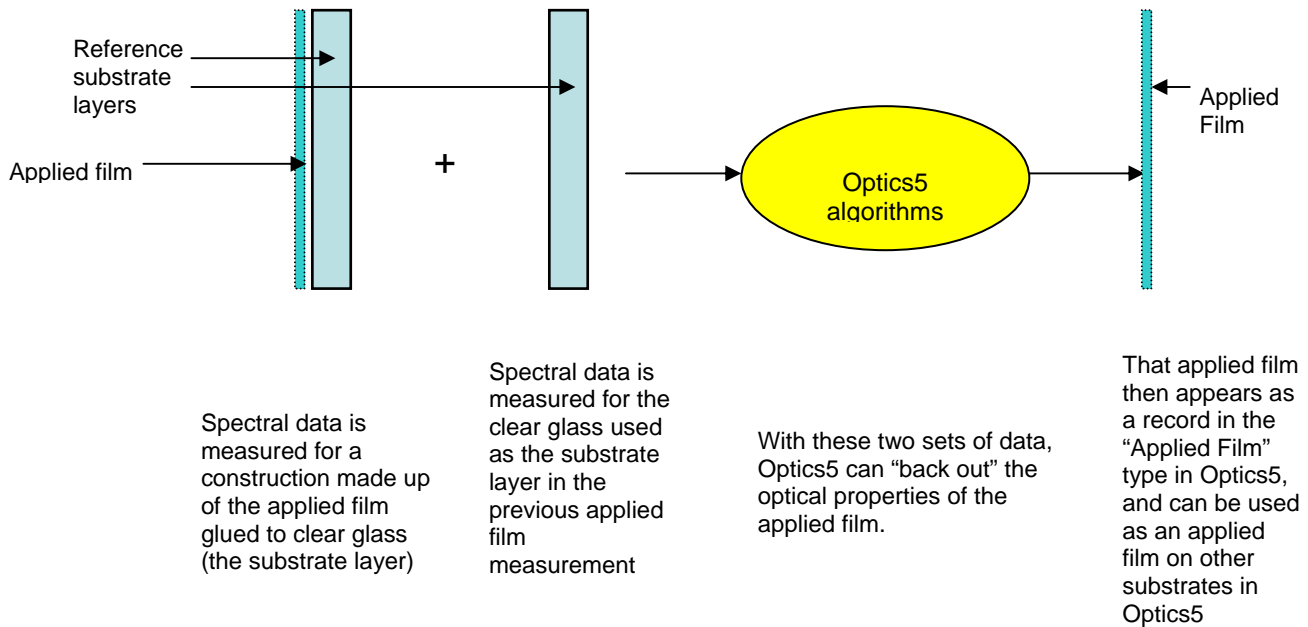 Reference
substrate
layers
Applied film
+
Optics5
algorithms
Applied
Film
Spectral data is
measured for a
construction made up
of the applied film
glued to clear glass
(the substrate layer)
Spectral data is
measured for the
clear glass used
as the substrate
layer in the
previous applied
film
measurement
With these two sets of data,
Optics5 can “back out” the
optical properties of the
applied film.
That applied film
then appears as
a record in the
“Applied Film”
type in Optics5,
and can be used
as an applied
film on other
substrates in
Optics5